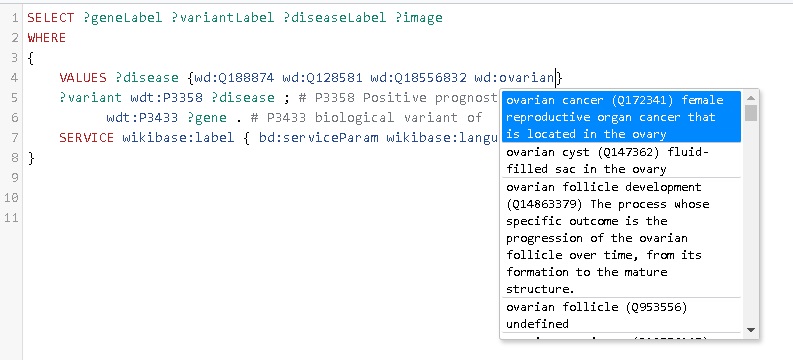 1 SELECT ?geneLabel ?variantLabel ?diseaseLabel ?image
2 WHERE
3 {
4 VALUES ?disease {wd:Q188874 wd:Q128581 wd:Q18556832 wd:ovarian}
5 ?variant wdt:P3358 ?disease ; # P3358 Positive prognost
6 wdt:P3433 ?gene . # P3433 biological variant of
7 SERVICE wikibase:label { bd:serviceParam wikibase:langu
8 }
9
10
11
ovarian cancer (Q172341) female
reproductive organ cancer that
is located in the ovary
ovarian cyst (Q147362) fluid-
filled sac in the ovary
ovarian follicle development
(Q14863379) The process whose
specific outcome is the
progression of the ovarian
follicle over time, from its
formation to the mature
structure.
ovarian follicle (Q953556)
undefined